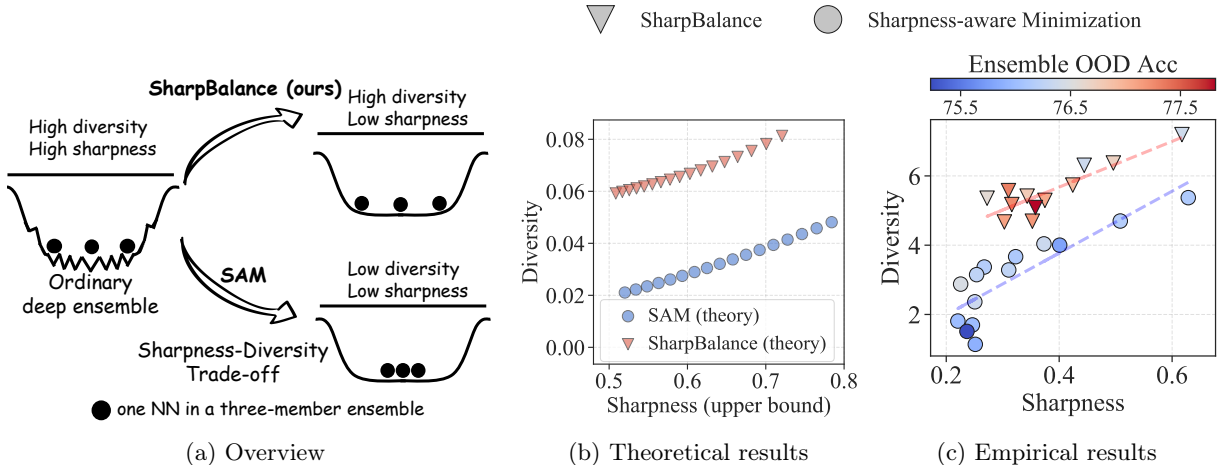 SharpBalance
Sharpness-aware Minimization
SharpBalance (ours)
High diversity
High sharpness
High diversity
Low sharpness
Ordinary
deep ensemble
SAM
Low diversity
Low sharpness
Sharpness-Diversity
Trade-off
one NN in a three-member ensemble
(a) Overview
0.08
0.06
0.04
0.02
0.00
Diversity
SAM (theory)
SharpBalance (theory)
0.5
0.6
0.7
0.8
Sharpness (upper bound)
(b) Theoretical results
Ensemble OOD Acc
75.5
76.5
77.5
6
4
2
Diversity
0.2
0.4
0.6
Sharpness
(c) Empirical results